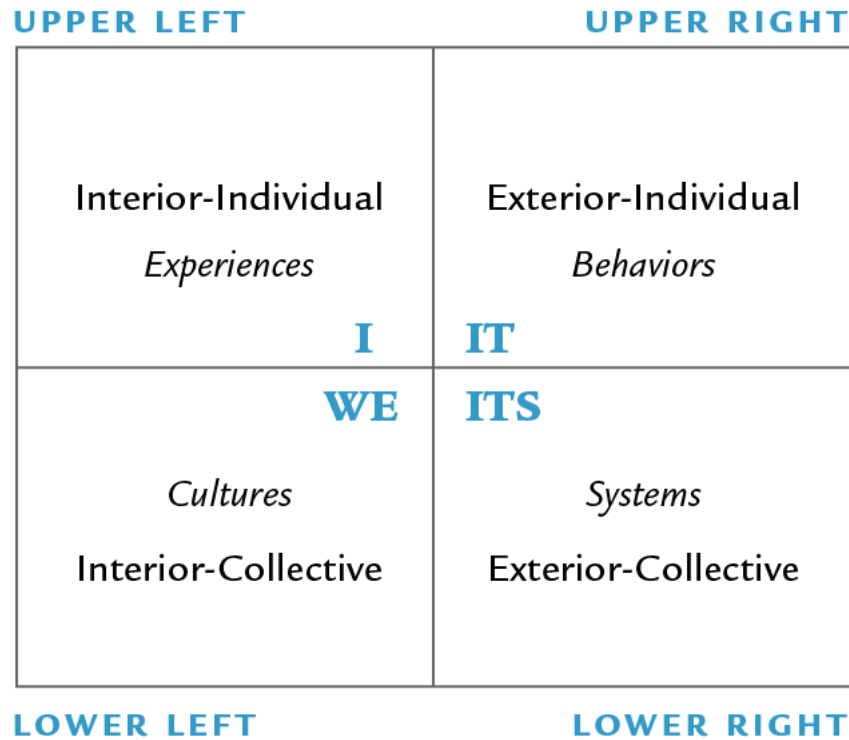 UPPER LEFT
UPPER RIGHT
Interior-Individual
Experiences
I
Exterior-Individual
Behaviors
IT
WE
Cultures
Interior-Collective
ITS
Systems
Exterior-Collective
LOWER LEFT
LOWER RIGHT